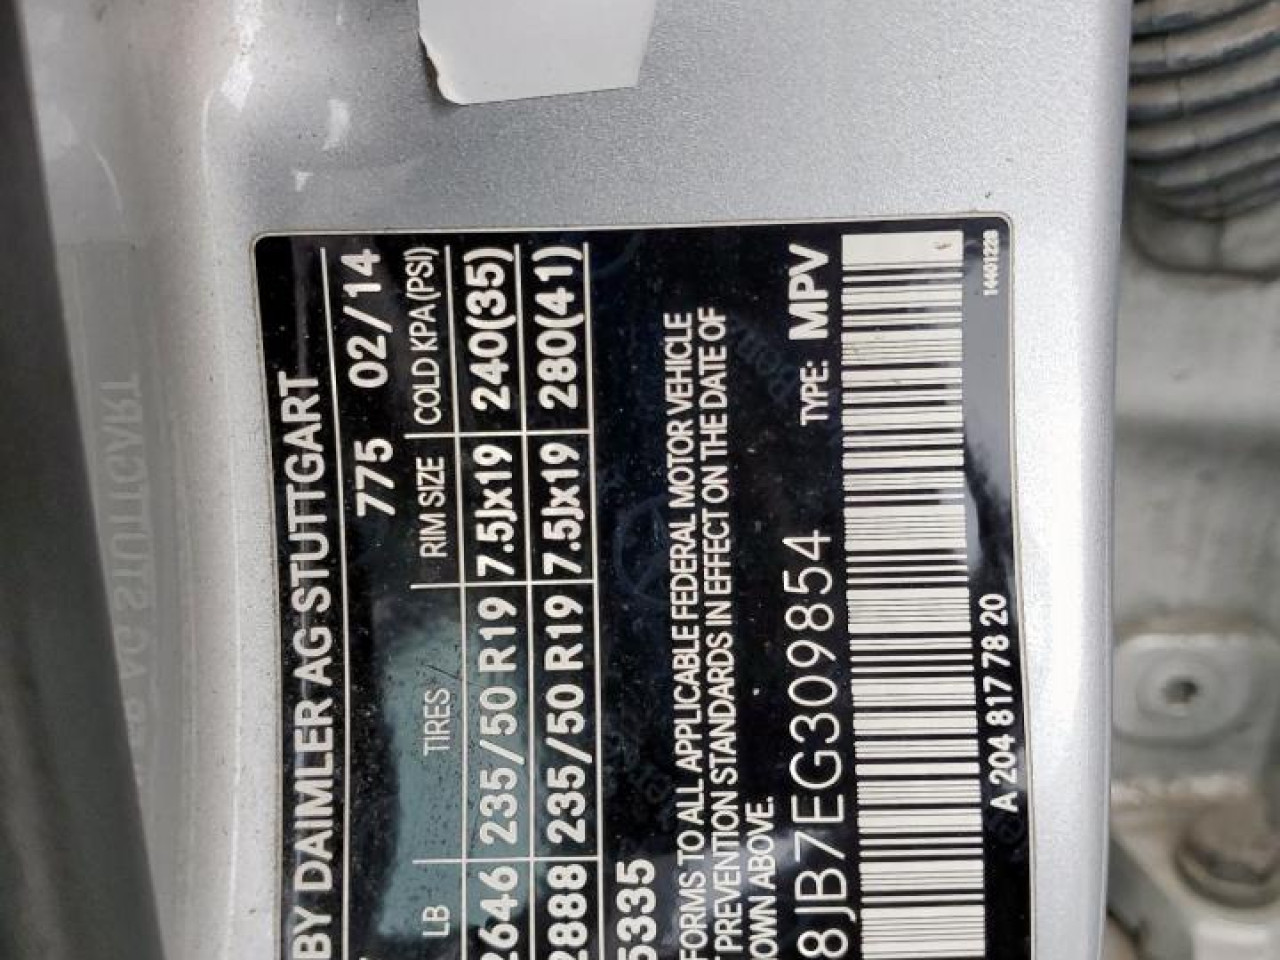 BY DAIMLER AG STUTTGART
775 02/14
LB TIRES RIM SIZE COLD KPA (PSI)
2646 235/50 R19 7.5Jx19 240(35)
2888 235/50 R19 7.5Jx19 280(41)
5335
FORMS TO ALL APPLICABLE FEDERAL MOTOR VEHICLE
T PREVENTION STANDARDS IN EFFECT ON THE DATE OF
OWN ABOVE.
8JB7EG309854 TYPE: MPV
A 204 817 78 20 14401228